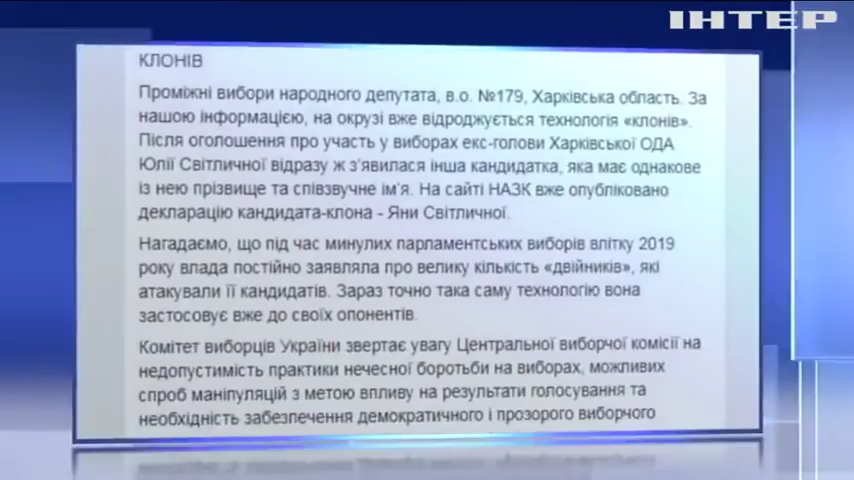 ІНТЕР
КЛОНІВ
Проміжні вибори народного депутата, в.о. №179, Харківська область. За
нашою інформацією, на окрузі вже відроджується технологія «клонів».
Після оголошення про участь у виборах екс-голови Харківської ОДА
Юлії Світличної відразу ж з'явилася інша кандидатка, яка має однакове
із нею прізвище та співзвучне ім'я. На сайті НАЗК вже опубліковано
декларацію кандидата-клона - Яни Світличної.
Нагадаємо, що під час минулих парламентських виборів влітку 2019
року влада постійно заявляла про велику кількість «двійників», які
атакували її кандидатів. Зараз точно така саму технологію вона
застосовує вже до своїх опонентів.
Комітет виборців України звертає увагу Центральної виборчої комісії на
недопустимість практики нечесної боротьби на виборах, можливих
спроб маніпуляцій з метою впливу на результати голосування та
необхідність забезпечення демократичного і прозорого виборчого